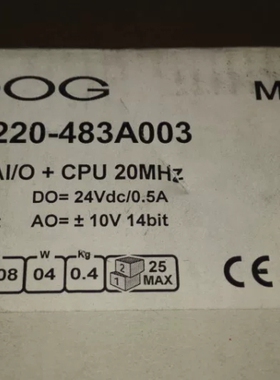 OOG M
220-483A003
AI/O + CPU 20MHz
DO= 24Vdc/0.5A
AO= ± 10V 14bit
W Kg
08 04 0.4 2 1 25 MAX CE